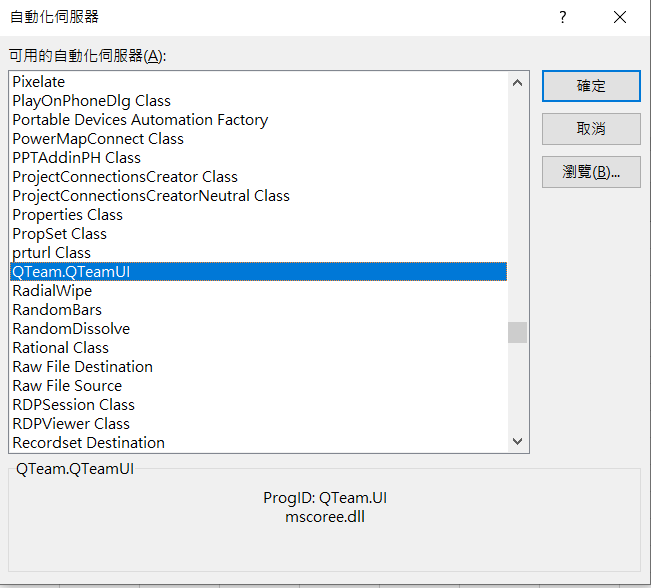 自動化伺服器
可用的自動化伺服器(A):
Pixelate
PlayOnPhoneDlg Class
Portable Devices Automation Factory
PowerMapConnect Class
PPTAddinPH Class
ProjectConnectionsCreator Class
ProjectConnectionsCreatorNeutral Class
Properties Class
PropSet Class
prturl Class
QTeam.QTeamUI
RadialWipe
RandomBars
RandomDissolve
Rational Class
Raw File Destination
Raw File Source
RDPSession Class
RDPViewer Class
Recordset Destination
確定
取消
瀏覽(B)...
QTeam.QTeamUI
ProgID: QTeam.UI
mscoree.dll